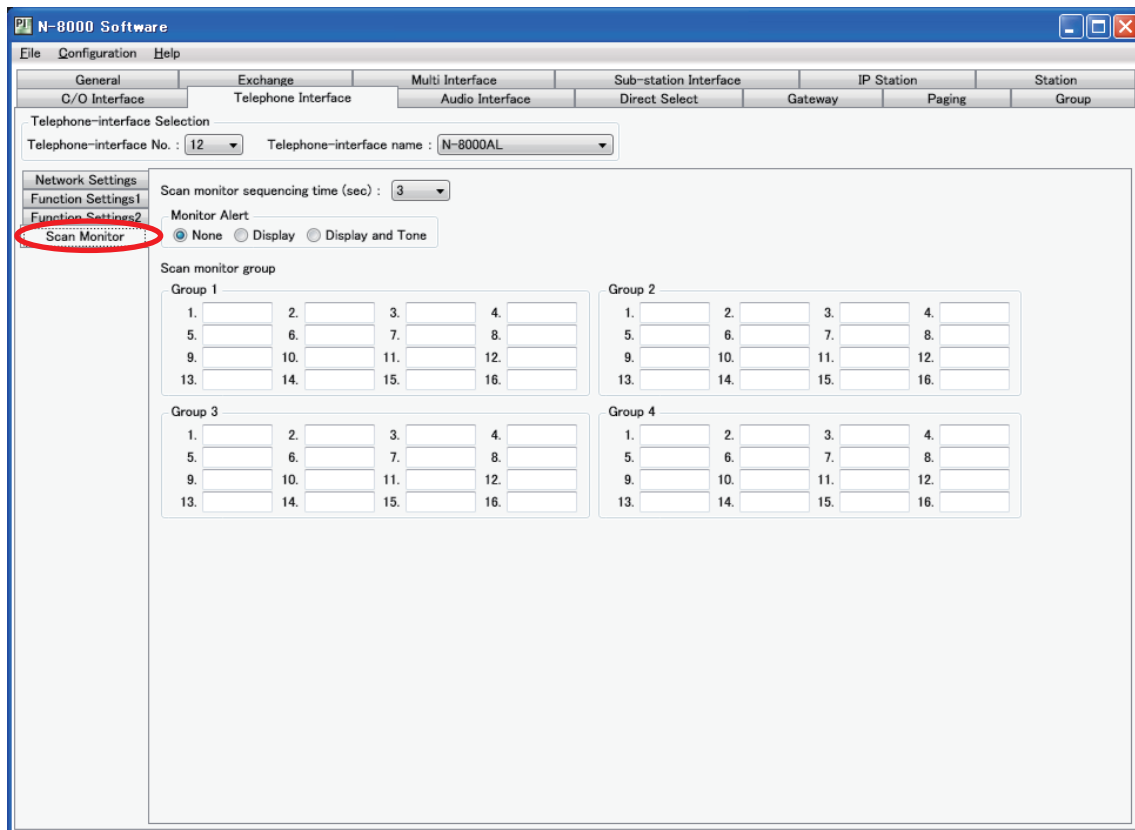 N-8000 Software
File Configuration Help
General Exchange Multi Interface Sub-station Interface IP Station Station
C/O Interface Telephone Interface Audio Interface Direct Select Gateway Paging Group
Telephone-interface Selection
Telephone-interface No. : 12 Telephone-interface name : N-8000AL
Network Settings
Function Settings1
Function Settings2
Scan Monitor
Scan monitor sequencing time (sec) : 3
Monitor Alert
None Display Display and Tone
Scan monitor group
Group 1
1. 2. 3. 4.
5. 6. 7. 8.
9. 10. 11. 12.
13. 14. 15. 16.
Group 2
1. 2. 3. 4.
5. 6. 7. 8.
9. 10. 11. 12.
13. 14. 15. 16.
Group 3
1. 2. 3. 4.
5. 6. 7. 8.
9. 10. 11. 12.
13. 14. 15. 16.
Group 4
1. 2. 3. 4.
5. 6. 7. 8.
9. 10. 11. 12.
13. 14. 15. 16.